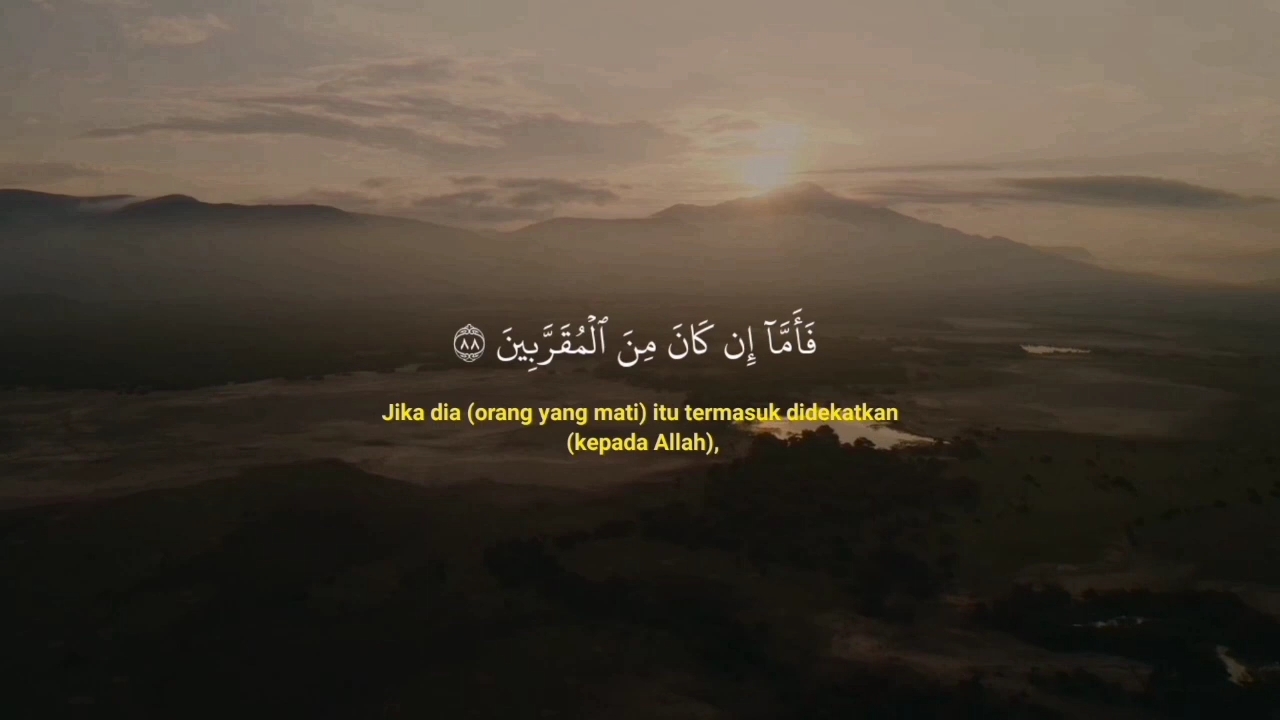 فَأَمَّآ إِن كَانَ مِنَ ٱلْمُقَرَّبِينَ ٨٨
Jika dia (orang yang mati) itu termasuk didekatkan
(kepada Allah),